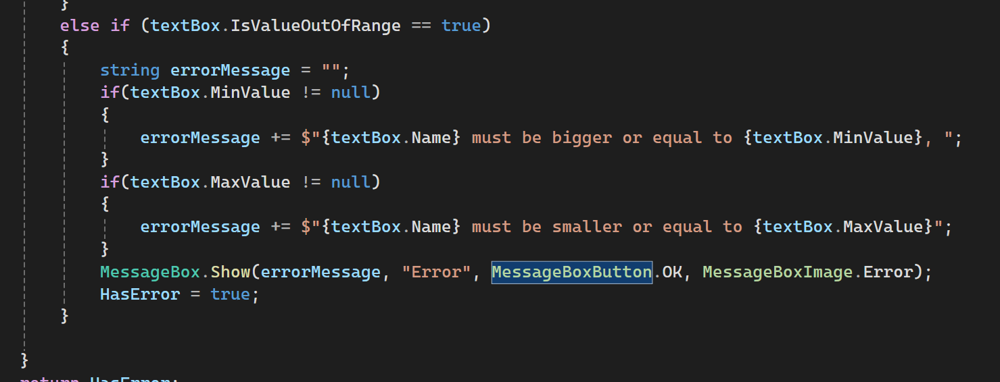 }
else if (textBox.IsValueOutOfRange == true)
{
string errorMessage = "";
if(textBox.MinValue != null)
{
errorMessage += $"{textBox.Name} must be bigger or equal to {textBox.MinValue}, ";
}
if(textBox.MaxValue != null)
{
errorMessage += $"{textBox.Name} must be smaller or equal to {textBox.MaxValue}";
}
MessageBox.Show(errorMessage, "Error", MessageBoxButton.OK, MessageBoxImage.Error);
HasError = true;
}
}
return HasError;